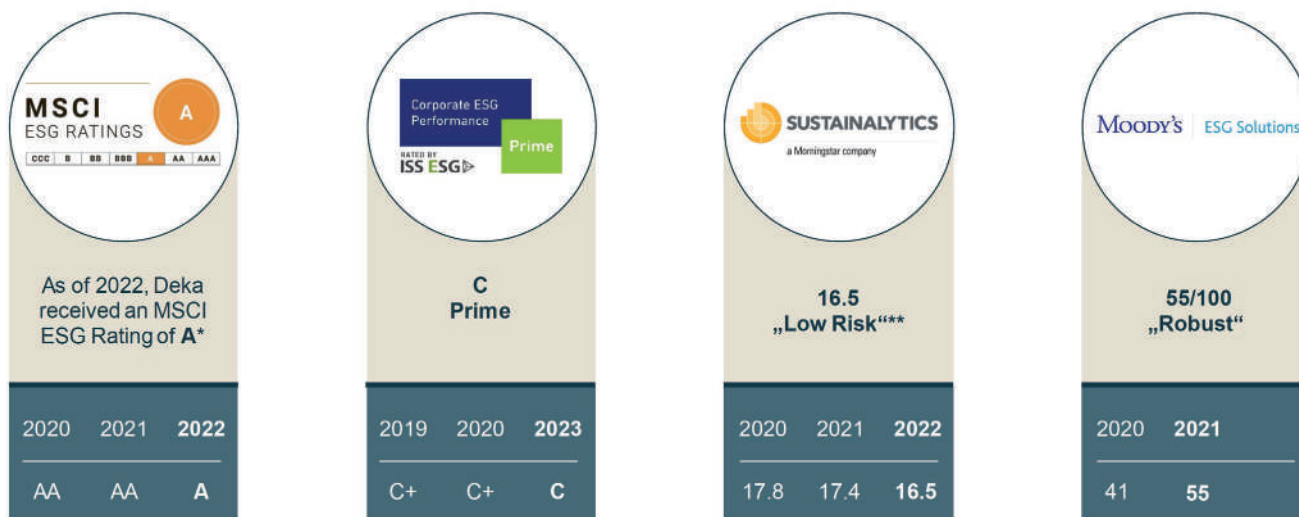 MSCI
ESG RATINGS
A
CCC B BB BBB A AA AAA
As of 2022, Deka
received an MSCI
ESG Rating of A*
2020 2021 2022
AA AA A
Corporate ESG
Performance
Prime
RATED BY
ISS ESG
C
Prime
2019 2020 2023
C+ C+ C
SUSTAINALYTICS
a Morningstar company
16.5
„Low Risk“**
2020 2021 2022
17.8 17.4 16.5
MOODY'S ESG Solutions
55/100
„Robust“
2020 2021
41 55